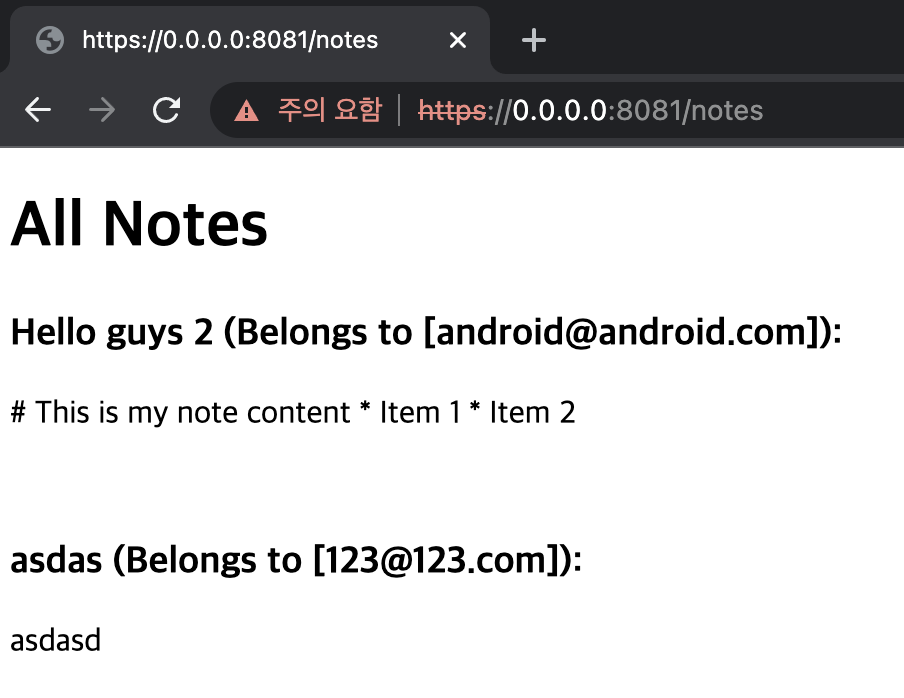 https://0.0.0.0:8081/notes
주의 요함 https://0.0.0.0:8081/notes
All Notes
Hello guys 2 (Belongs to [android@android.com]):
# This is my note content * Item 1 * Item 2
asdas (Belongs to [123@123.com]):
asdasd